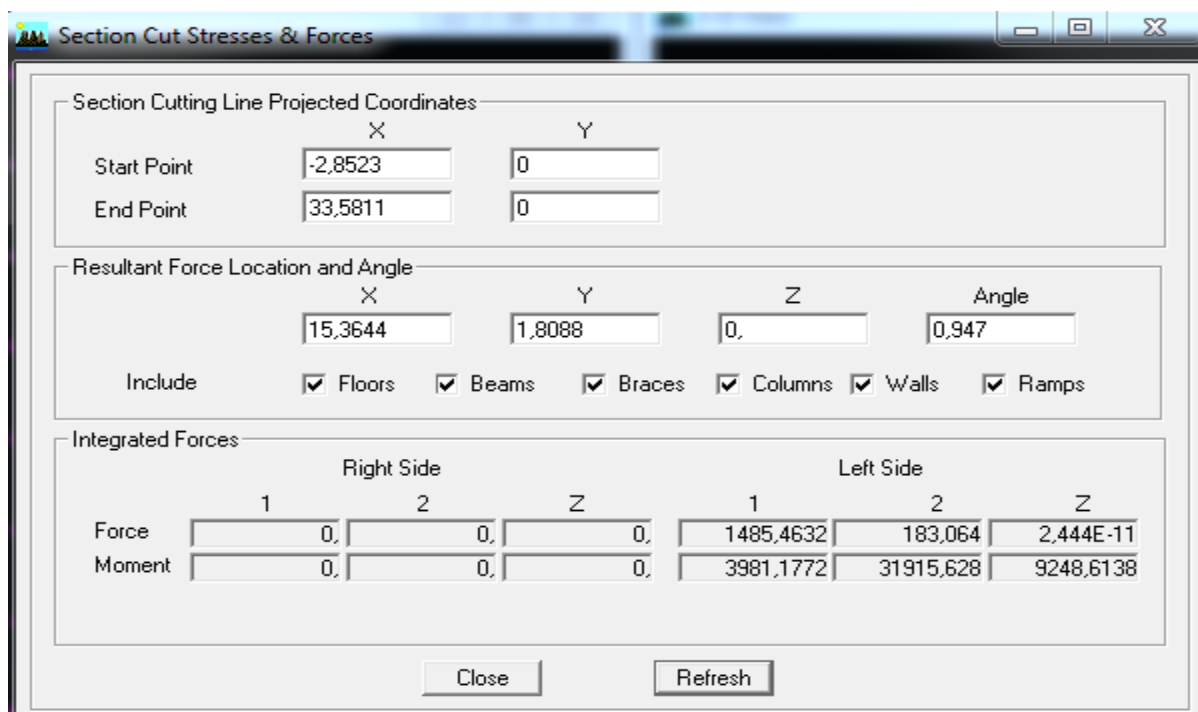 Section Cut Stresses & Forces
Section Cutting Line Projected Coordinates
X Y
Start Point -2,8523 0
End Point 33,5811 0
Resultant Force Location and Angle
X Y Z Angle
15,3644 1,8088 0, 0,947
Include Floors Beams Braces Columns Walls Ramps
Integrated Forces
Right Side Left Side
1 2 Z 1 2 Z
Force 0, 0, 0, 1485,4632 183,064 2,444E-11
Moment 0, 0, 0, 3981,1772 31915,628 9248,6138
Close Refresh